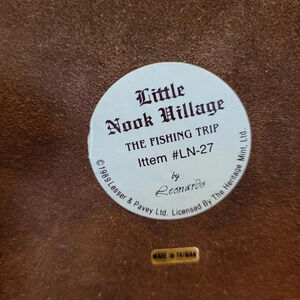 Little
Nook Village
THE FISHING TRIP
Ittem #LN-27
by
Leonardo
©1989 Lesser & Pavey Ltd. Licensed By The Heritage Mint, Ltd.
MADE IN TAIWAN